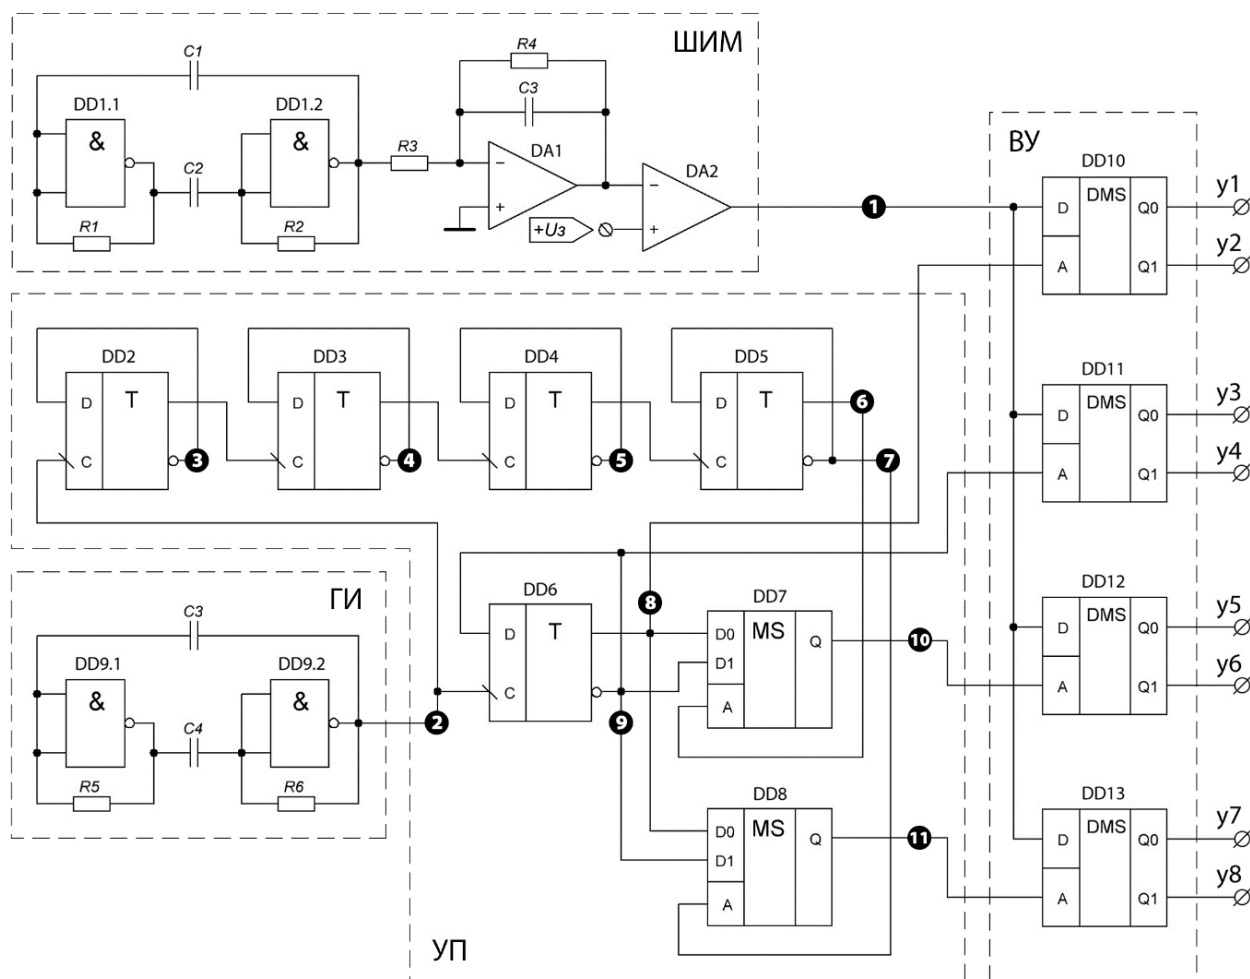 ШИМ
C1
DD1.1
&
R1
C2
DD1.2
&
R2
R3
R4
C3
DA1
−
+
DA2
−
+
+Uз
1
ВУ
DD10
D
A
DMS
Q0
Q1
y1
y2
DD11
D
A
DMS
Q0
Q1
y3
y4
DD12
D
A
DMS
Q0
Q1
y5
y6
DD13
D
A
DMS
Q0
Q1
y7
y8
DD2
D
T
C
3
DD3
D
T
C
4
DD4
D
T
C
5
DD5
D
T
C
6
7
ГИ
C3
DD9.1
&
R5
C4
DD9.2
&
R6
2
DD6
D
T
C
8
9
DD7
D0
D1
A
MS
Q
10
DD8
D0
D1
A
MS
Q
11
УП